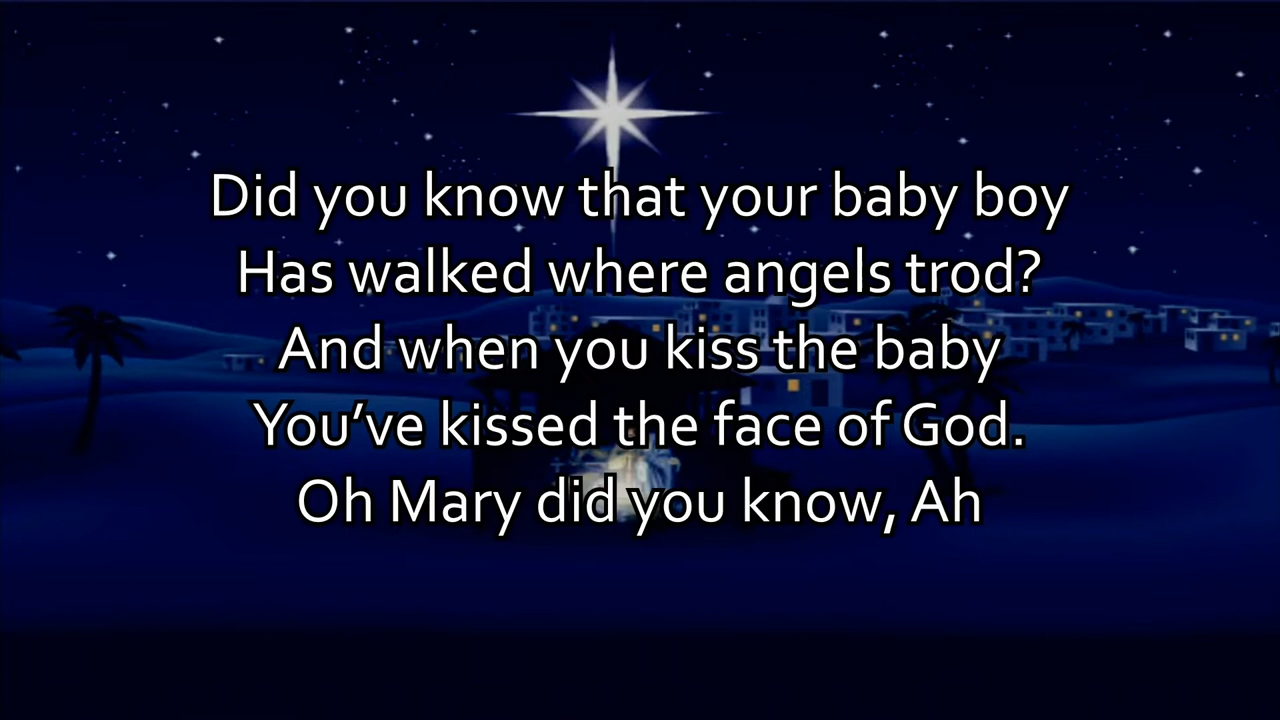 Did you know that your baby boy
Has walked where angels trod?
And when you kiss the baby
You’ve kissed the face of God.
Oh Mary did you know, Ah